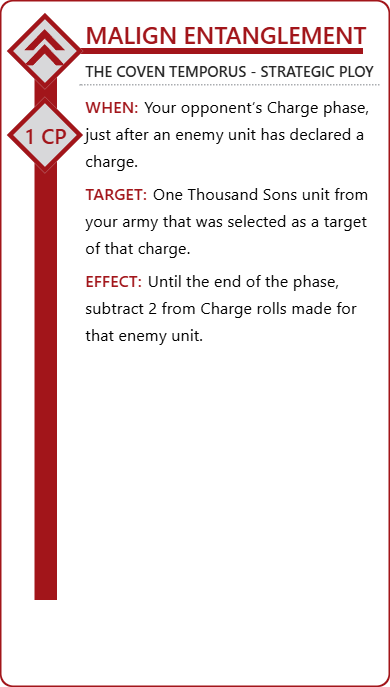 MALIGN ENTANGLEMENT
THE COVEN TEMPORUS - STRATEGIC PLOY
1 CP
WHEN: Your opponent’s Charge phase,
just after an enemy unit has declared a
charge.
TARGET: One Thousand Sons unit from
your army that was selected as a target
of that charge.
EFFECT: Until the end of the phase,
subtract 2 from Charge rolls made for
that enemy unit.